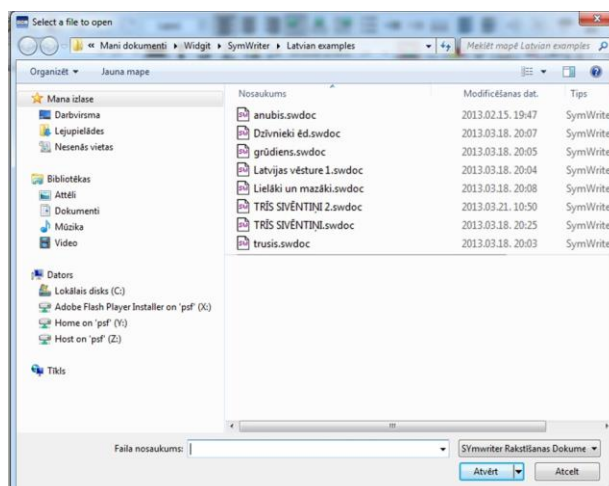 Select a file to open
« Mani dokumenti ▸ Widgit ▸ SymWriter ▸ Latvian examples
Meklēt mapē Latvian examples
Organizēt
Jauna mape
Mana izlase
Darbvirsma
Lejupielādes
Nesenās vietas
Bibliotēkas
Attēli
Dokumenti
Mūzika
Video
Dators
Lokālais disks (C:)
Adobe Flash Player Installer on 'psf' (X:)
Home on 'psf' (Y:)
Host on 'psf' (Z:)
Tīkls
Nosaukums Modificēšanas dat. Tips
anubis.swdoc 2013.02.15. 19:47 SymWrite
Dzīvnieki ēd.swdoc 2013.03.18. 20:07 SymWrite
grūdiens.swdoc 2013.03.18. 20:05 SymWrite
Latvijas vēsture 1.swdoc 2013.03.18. 20:04 SymWrite
Lielāki un mazāki.swdoc 2013.03.18. 20:08 SymWrite
TRĪS SIVĒNTIŅI 2.swdoc 2013.03.21. 10:50 SymWrite
TRĪS SIVĒNTIŅI.swdoc 2013.03.18. 20:25 SymWrite
trusis.swdoc 2013.03.18. 20:03 SymWrite
Faila nosaukums:
SYmwriter Rakstīšanas Dokume
Atvērt
Atcelt